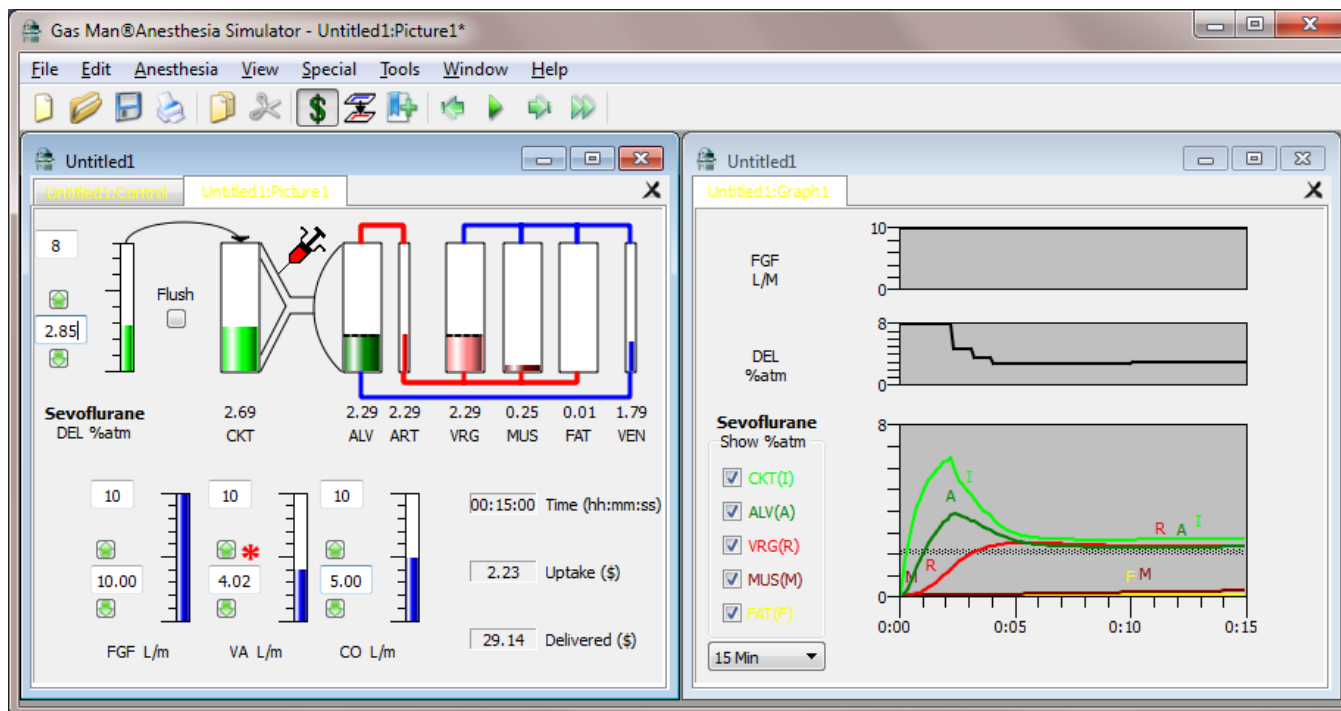 Gas Man®Anesthesia Simulator - Untitled1:Picture1*
File Edit Anesthesia View Special Tools Window Help
$
Untitled1
Untitled1:Control Untitled1:Picture1
8
Flush
2.85
Sevoflurane
DEL %atm
2.69 2.29 2.29 2.29 0.25 0.01 1.79
CKT ALV ART VRG MUS FAT VEN
10 10 10
00:15:00 Time (hh:mm:ss)
*
10.00 4.02 5.00
2.23 Uptake ($)
29.14 Delivered ($)
FGF L/m VA L/m CO L/m
Untitled1
Untitled1:Graph1
10
FGF
L/M
0
8
DEL
%atm
0
Sevoflurane
Show %atm
CKT(I)
ALV(A)
VRG(R)
MUS(M)
FAT(F)
15 Min
8
I
A
R A I
M R
F M
0
0:00 0:05 0:10 0:15